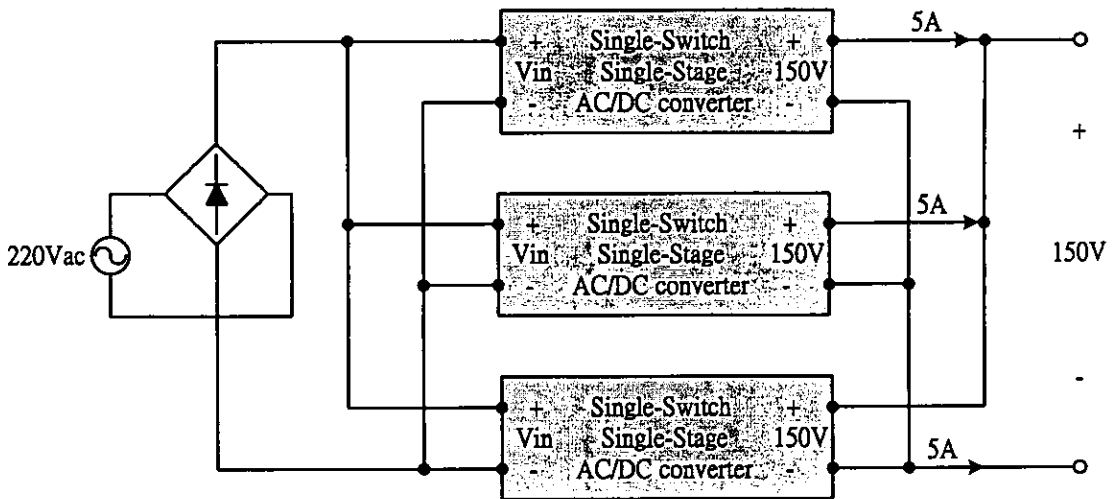 5A
+ Single-Switch +
Vin Single-Stage 150V
- AC/DC converter -
+
5A
+ Single-Switch +
Vin Single-Stage 150V
- AC/DC converter -
220Vac
150V
+ Single-Switch +
Vin Single-Stage 150V
- AC/DC converter -
-
5A